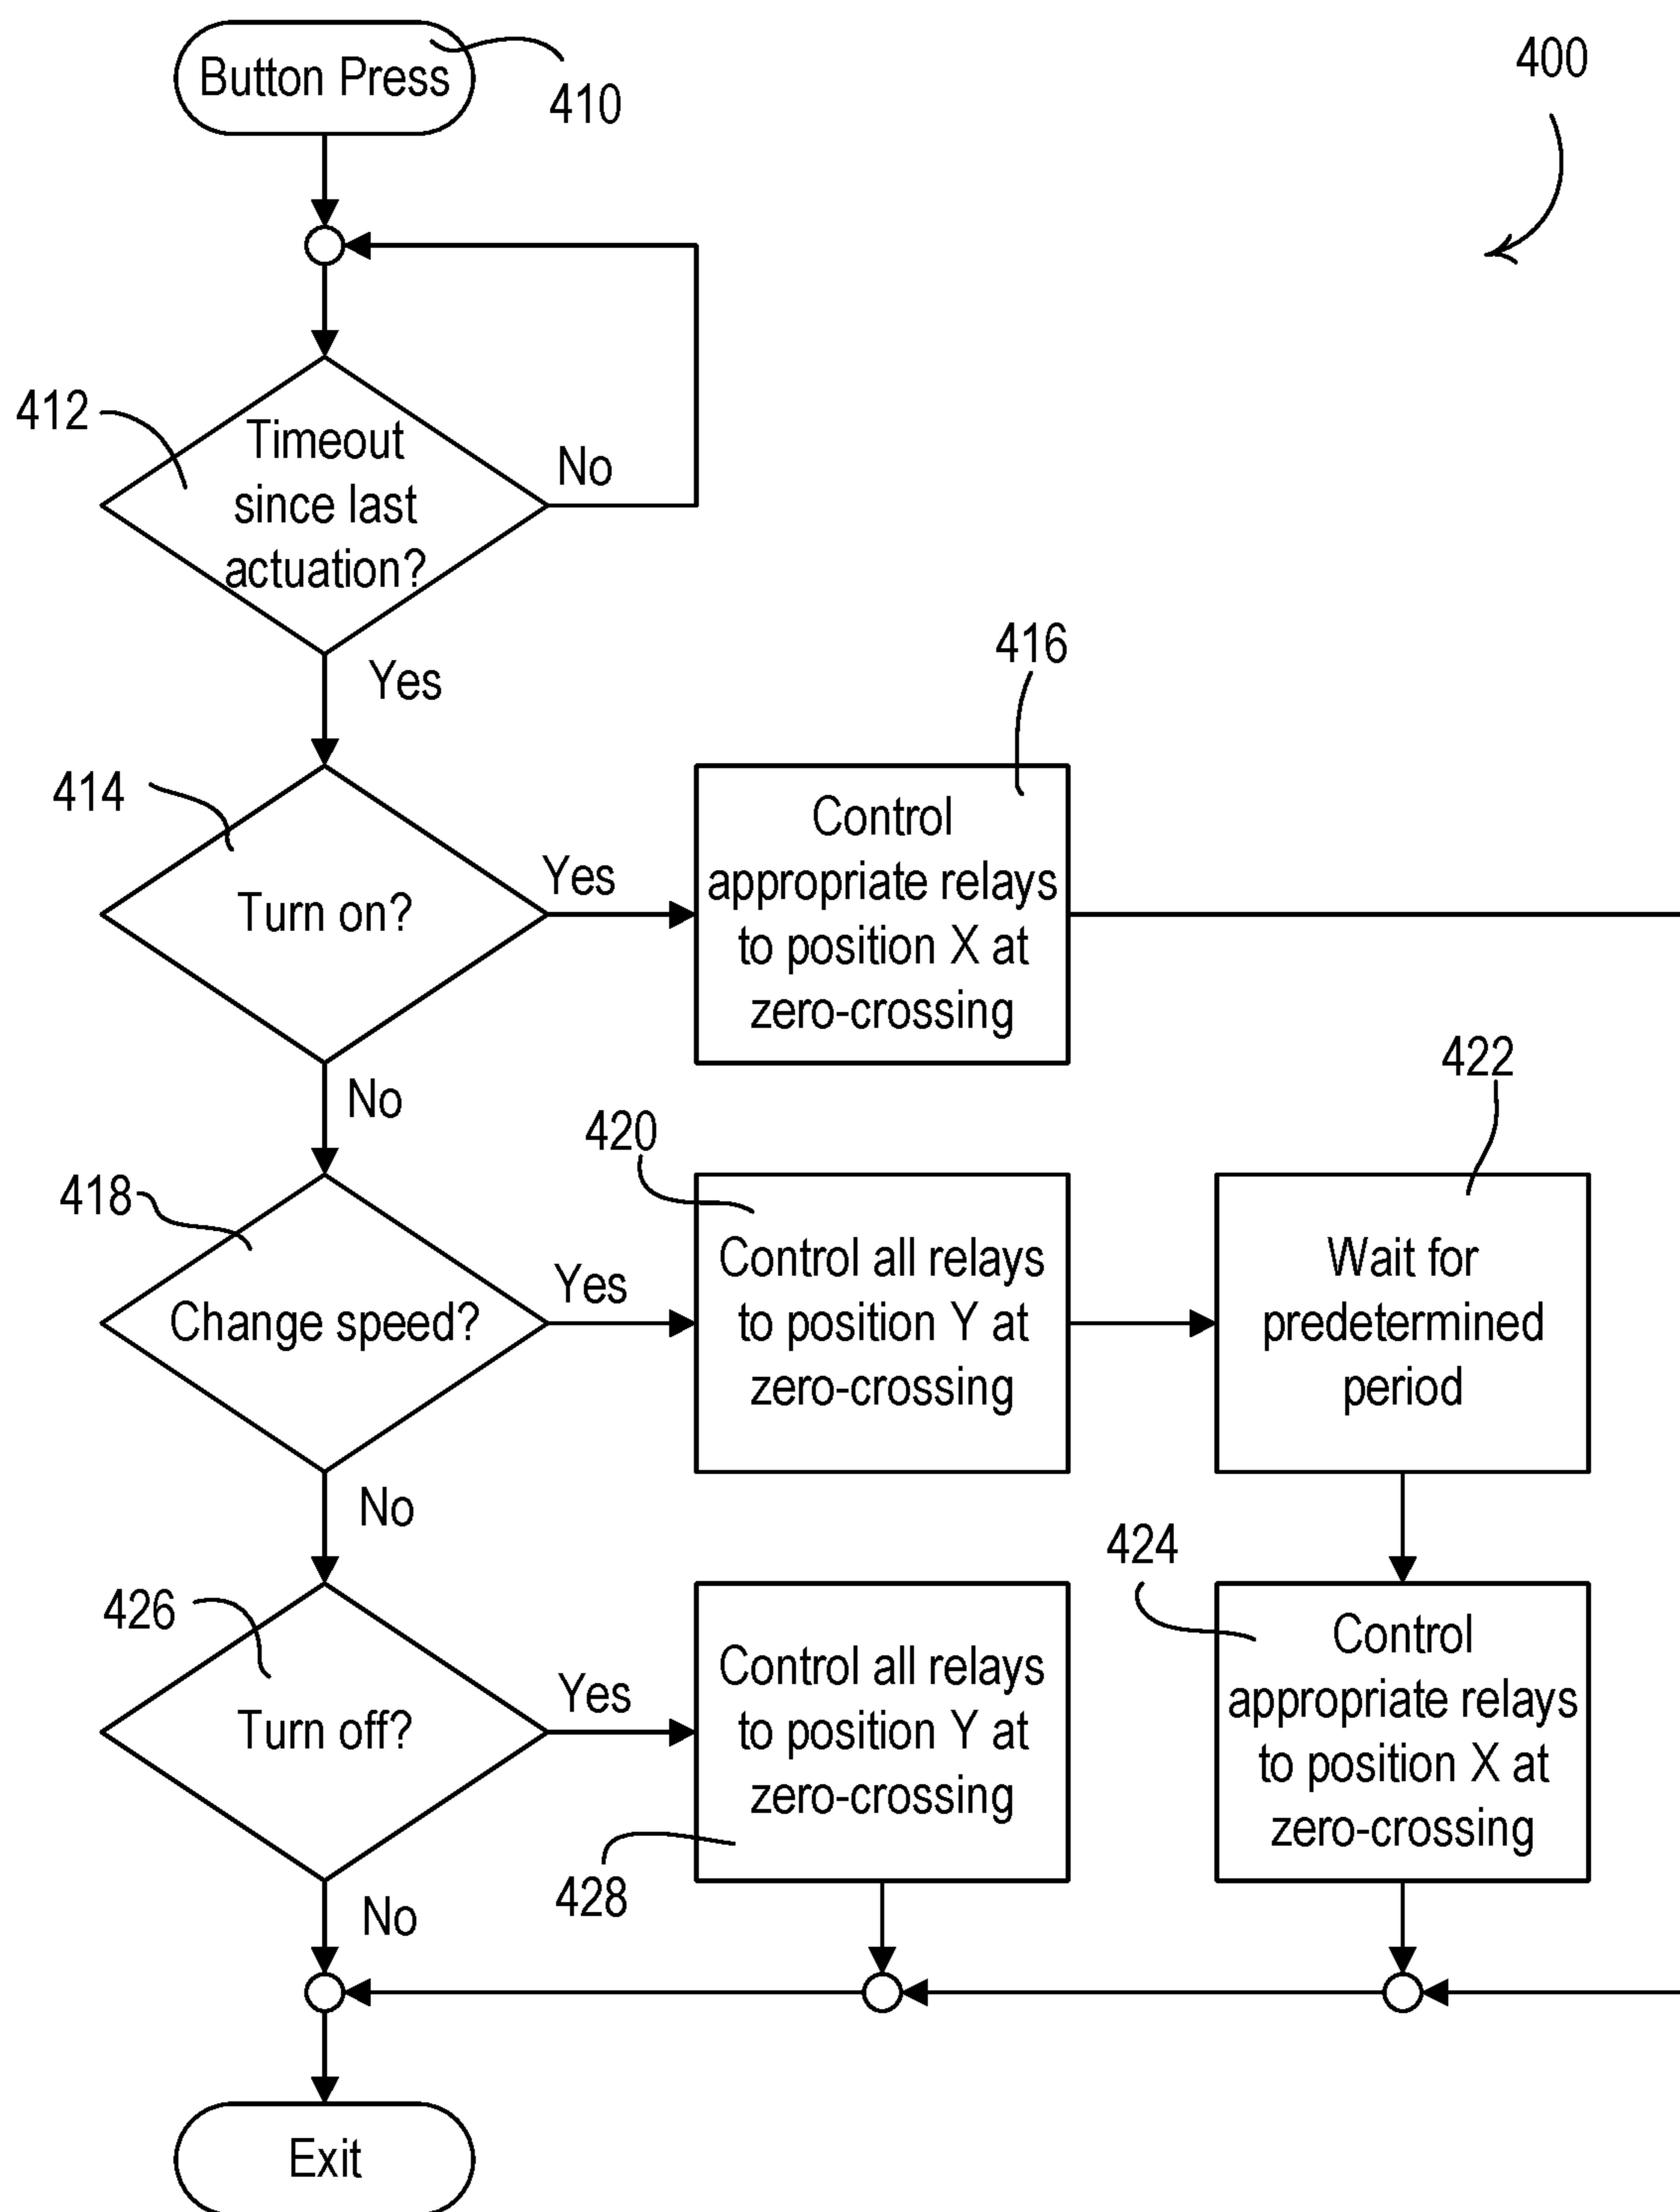 Button Press
410
400
412
Timeout
since last
actuation?
No
Yes
416
414
Turn on?
Yes
Control
appropriate relays
to position X at
zero-crossing
No
422
420
418
Change speed?
Yes
Control all relays
to position Y at
zero-crossing
Wait for
predetermined
period
No
424
426
Turn off?
Yes
Control all relays
to position Y at
zero-crossing
428
Control
appropriate relays
to position X at
zero-crossing
No
Exit